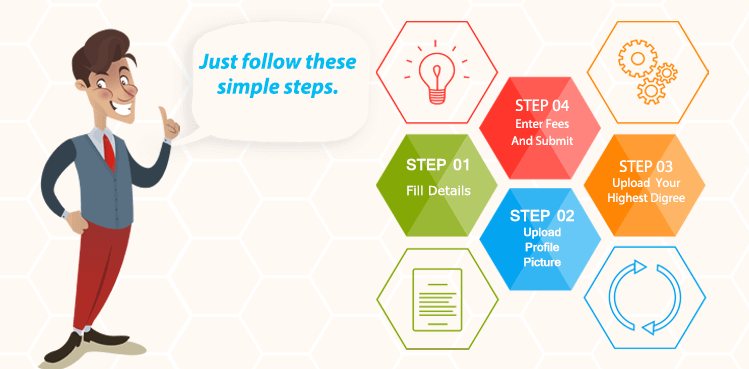 Just follow these
simple steps.
STEP 01
Fill Details
STEP 02
Upload
Profile
Picture
STEP 03
Upload Your
Highest Digree
STEP 04
Enter Fees
And Submit